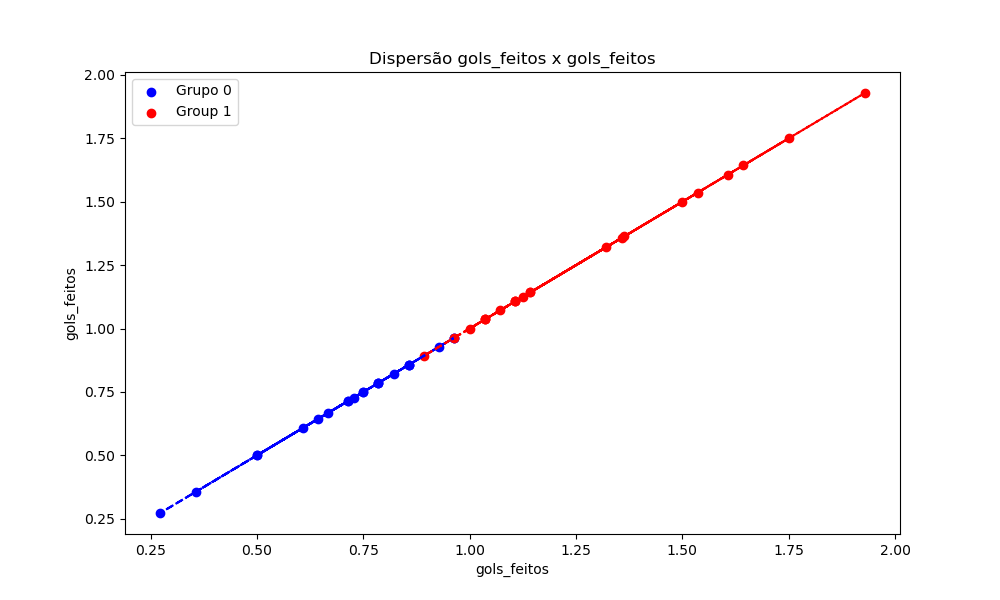 Dispersão gols_feitos x gols_feitos
Grupo 0
Group 1
2.00
1.75
1.50
1.25
1.00
0.75
0.50
0.25
gols_feitos
0.25 0.50 0.75 1.00 1.25 1.50 1.75 2.00
gols_feitos